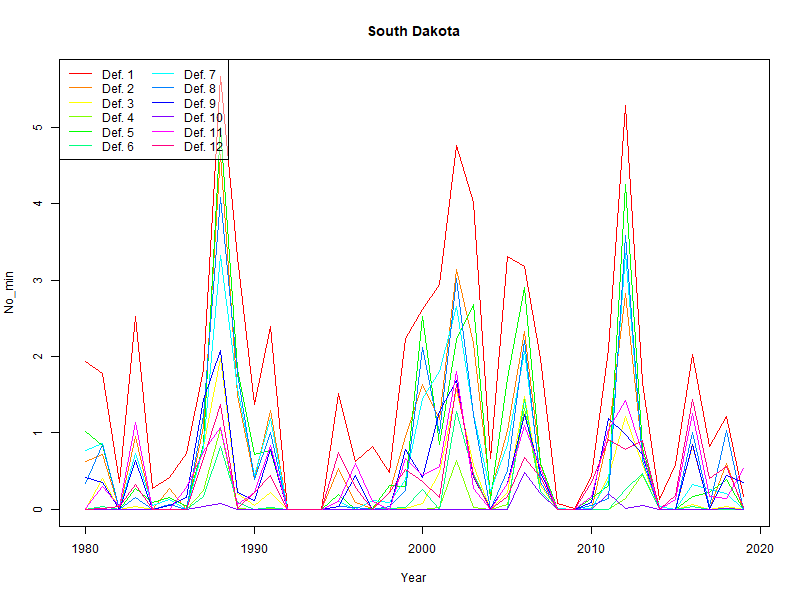 South Dakota
Def. 1 Def. 7
Def. 2 Def. 8
Def. 3 Def. 9
Def. 4 Def. 10
Def. 5 Def. 11
Def. 6 Def. 12
5
4
3
2
1
0
No_min
1980 1990 2000 2010 2020
Year